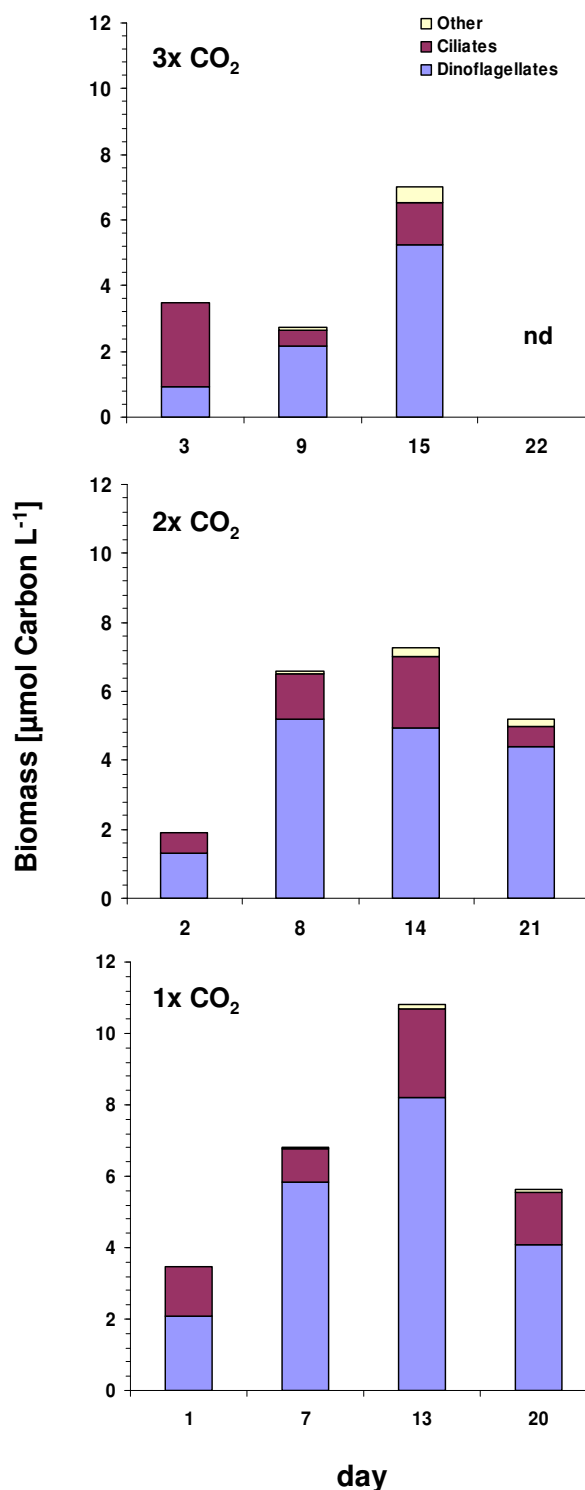 Biomass [µmol Carbon L⁻¹]
3x CO₂
Other
Ciliates
Dinoflagellates
12
10
8
6
4
2
0
nd
3 9 15 22
2x CO₂
12
10
8
6
4
2
0
2 8 14 21
1x CO₂
12
10
8
6
4
2
0
1 7 13 20
day